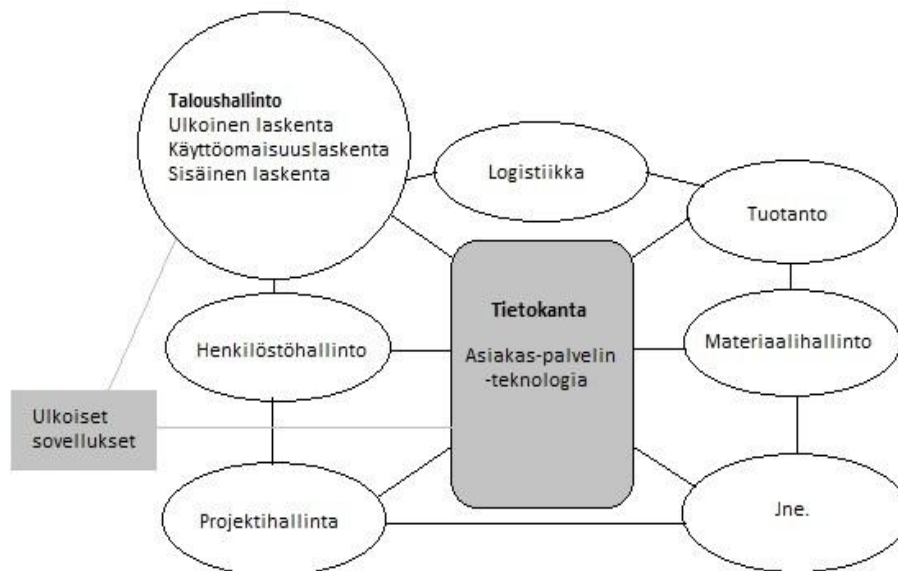 Taloushallinto
Ulkoinen laskenta
Käyttöomaisuuslaskenta
Sisäinen laskenta
Logistiikka
Tuotanto
Tietokanta
Asiakas-palvelin
-teknologia
Henkilöstöhallinto
Materiaalihallinto
Ulkoiset
sovellukset
Projektihallinta
Jne.